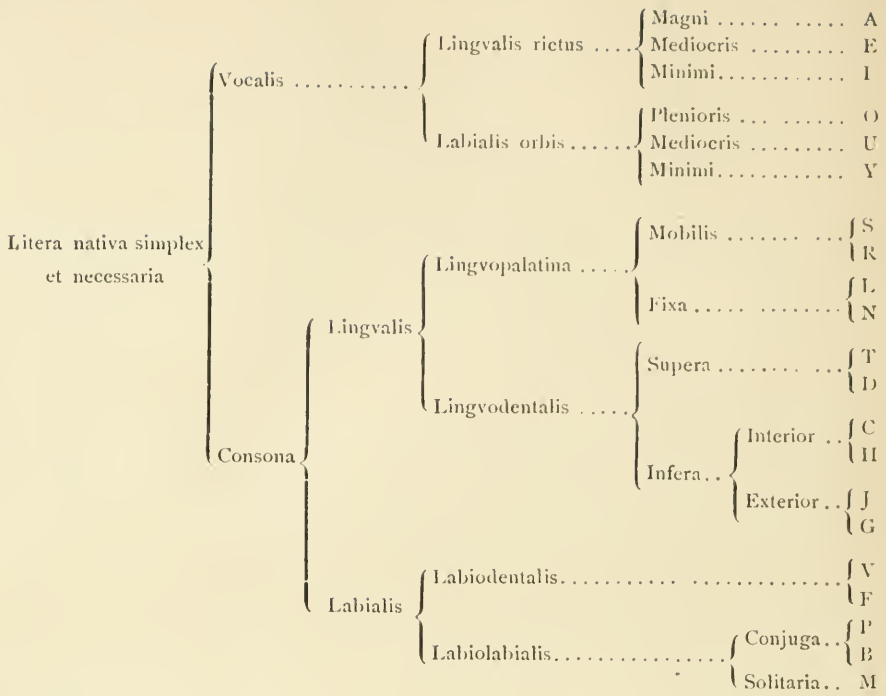 Magni ...... ..... A
Lingvalis rictus .... Mediocris ......... E
Minimi............ I
Vocalis ...........
Plenioris ... ...... O
Labialis orbis ..... Mediocris ......... U
Minimi............ Y
Litera nativa simplex
et necessaria
Mobilis ....... ... S
R
Lingvopalatina .....
Fixa ..... ........ L
N
Lingvalis
Supera ........ ... T
D
Lingvodentalis .....
Interior .. C
H
Infera..
Exterior .. J
G
Consona
Labiodentalis........... ............... V
F
Labialis
Conjuga.. P
B
Labiolabialis................
Solitaria.. M